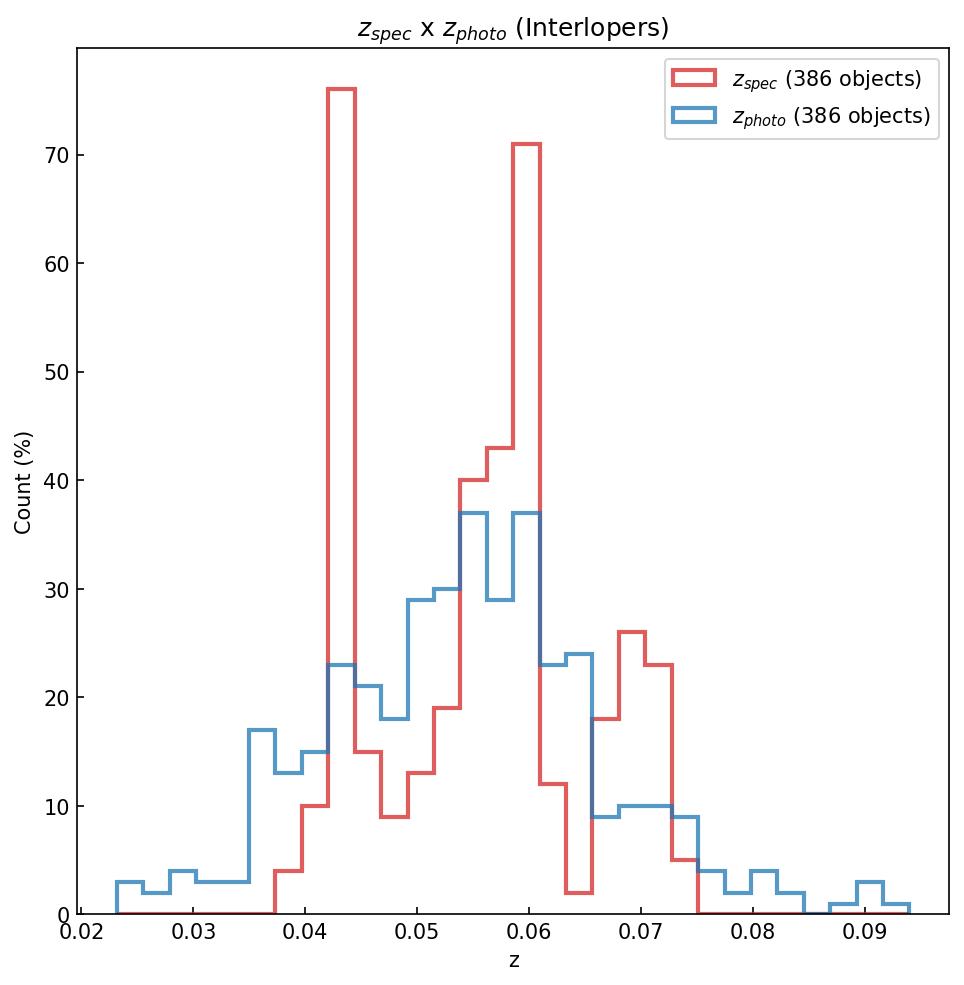 z_spec x z_photo (Interlopers)
z_spec (386 objects)
z_photo (386 objects)
Count (%)
70
60
50
40
30
20
10
0
0.02 0.03 0.04 0.05 0.06 0.07 0.08 0.09
z